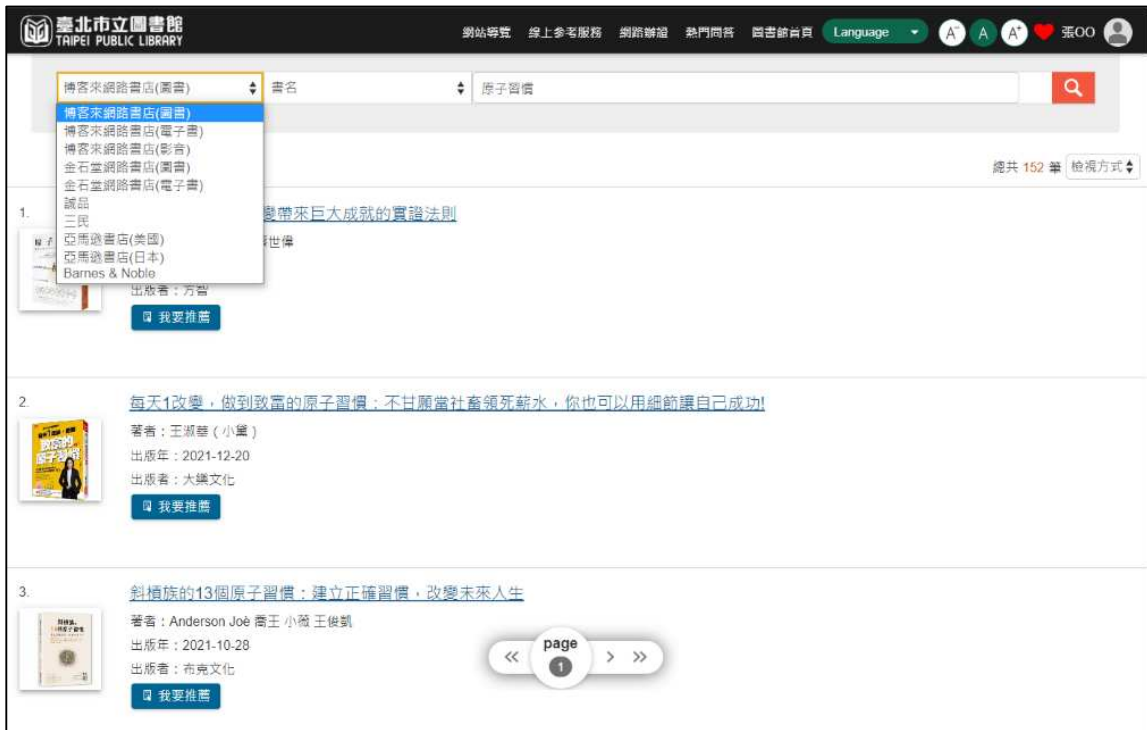 臺北市立圖書館
TAIPEI PUBLIC LIBRARY
網站導覽 線上參考服務 網路辦證 熱門問答 圖書館首頁 Language A- A A+ 張OO
博客來網路書店(圖書) 書名 原子習慣
博客來網路書店(圖書)
博客來網路書店(電子書)
博客來網路書店(影音)
金石堂網路書店(圖書)
金石堂網路書店(電子書)
誠品
三民
亞馬遜書店(美國)
亞馬遜書店(日本)
Barnes & Noble
總共 152 筆 檢視方式
1. 變帶來巨大成就的實證法則
世偉
出版者：方智
我要推薦
2. 每天1改變，做到致富的原子習慣：不甘願當社畜領死薪水，你也可以用細節讓自己成功!
著者：王淑華 ( 小黛 )
出版年：2021-12-20
出版者：大樂文化
我要推薦
3. 斜槓族的13個原子習慣：建立正確習慣，改變未來人生
著者：Anderson Joè 喬王 小薇 王俊凱
出版年：2021-10-28
出版者：布克文化
我要推薦
« page 1 > »